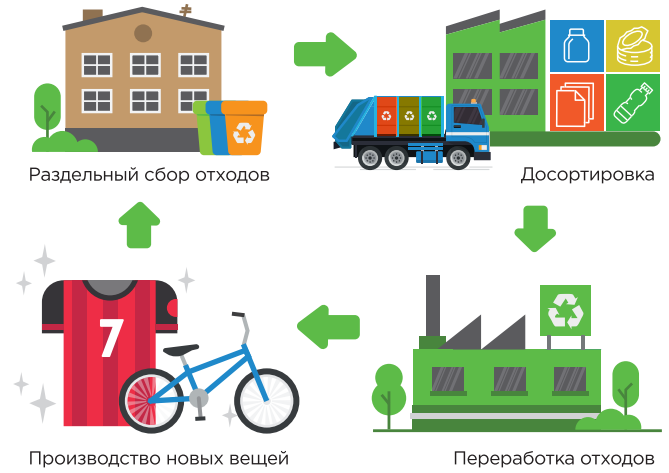 Раздельный сбор отходов
Досортировка
7
Производство новых вещей
Переработка отходов